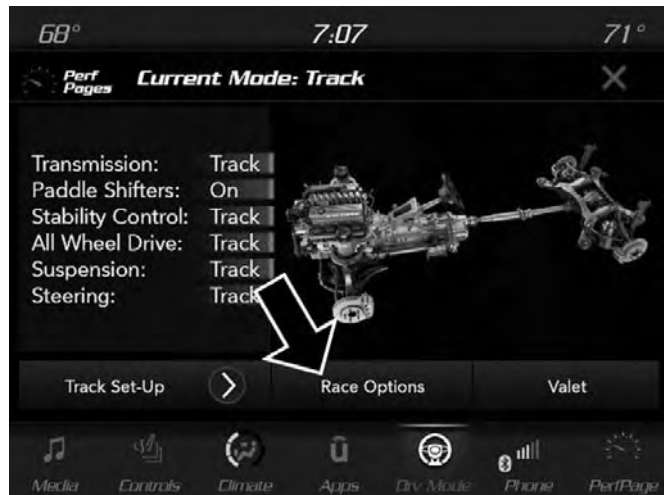 68° 7:07 71°
Perf Pages Current Mode: Track
Transmission: Track
Paddle Shifters: On
Stability Control: Track
All Wheel Drive: Track
Suspension: Track
Steering: Track
Track Set-Up Race Options Valet
Media Controls Climate Apps Drv Mode Phone PerfPage